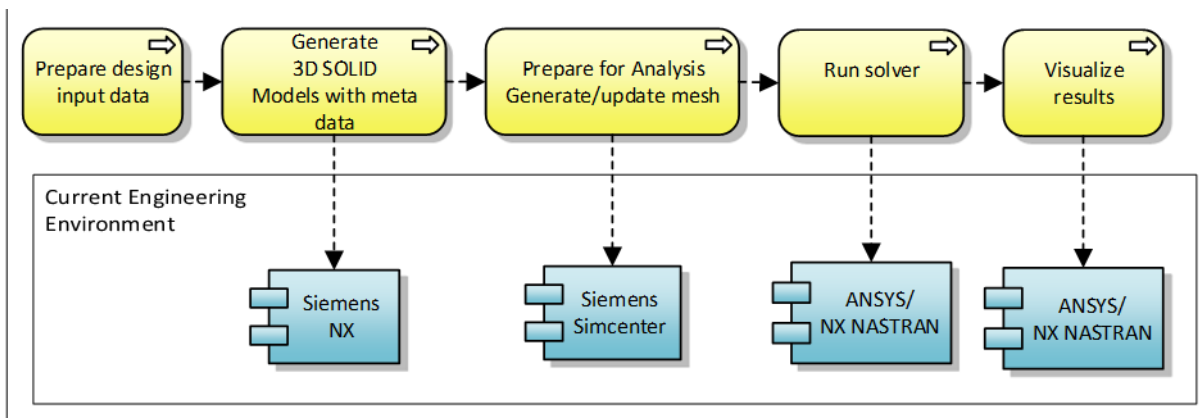 Prepare design
input data
Generate
3D SOLID
Models with meta
data
Prepare for Analysis
Generate/update mesh
Run solver
Visualize
results
Current Engineering
Environment
Siemens
NX
Siemens
Simcenter
ANSYS/
NX NASTRAN
ANSYS/
NX NASTRAN